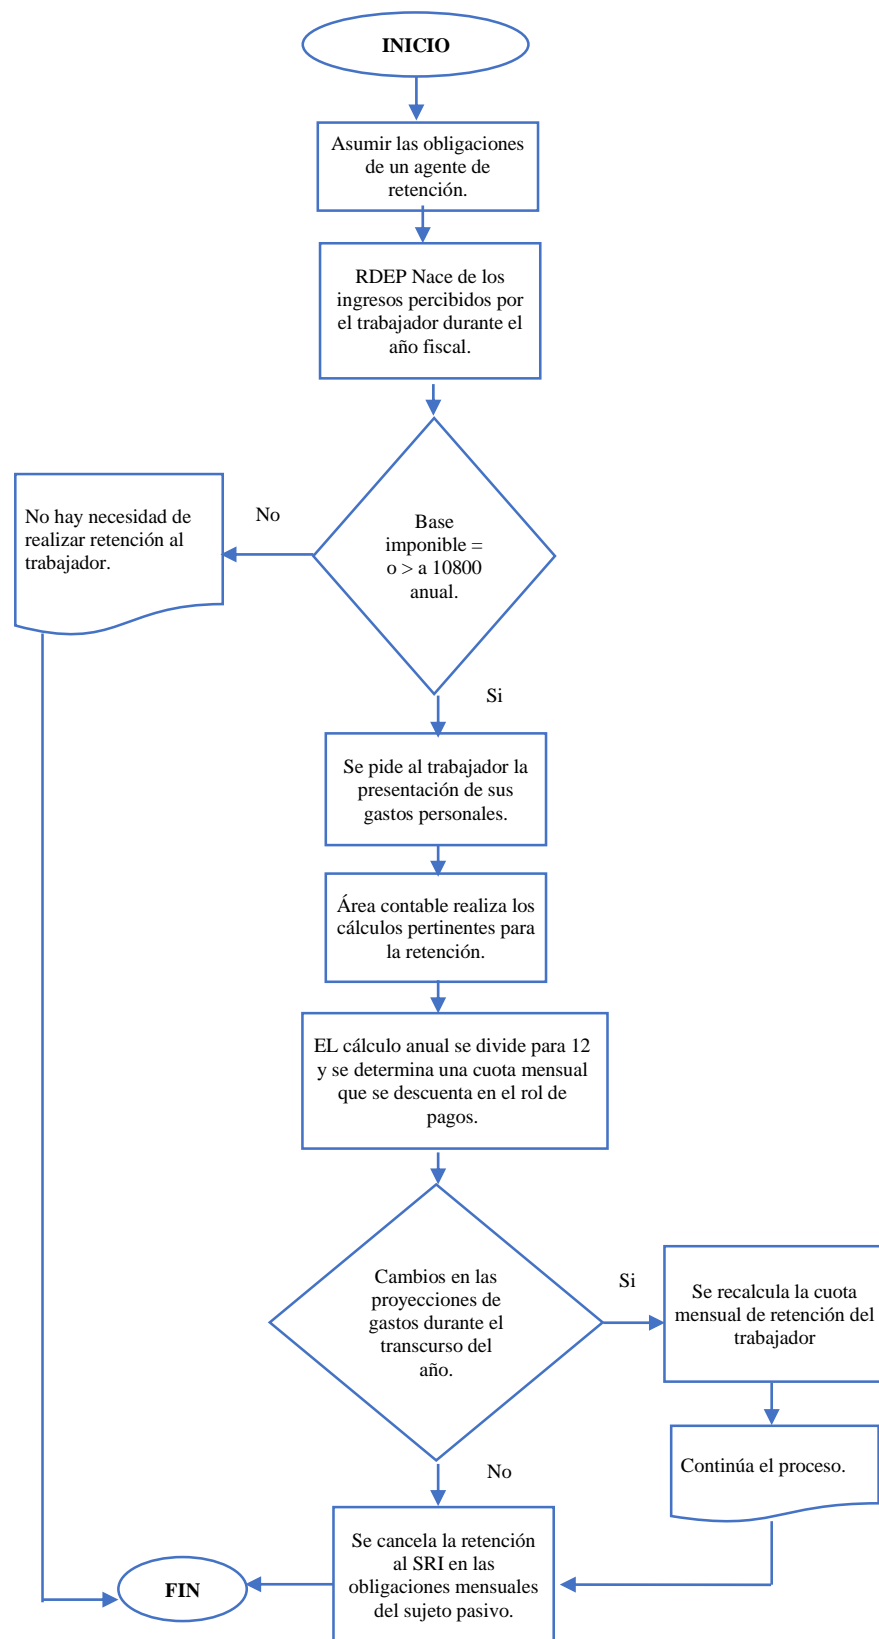 INICIO
Asumir las obligaciones
de un agente de
retención.
RDEP Nace de los
ingresos percibidos por
el trabajador durante el
año fiscal.
No
No hay necesidad de
realizar retención al
trabajador.
Base
imponible =
o > a 10800
anual.
Si
Se pide al trabajador la
presentación de sus
gastos personales.
Área contable realiza los
cálculos pertinentes para
la retención.
EL cálculo anual se divide para 12
y se determina una cuota mensual
que se descuenta en el rol de
pagos.
Cambios en las
proyecciones de
gastos durante el
transcurso del
año.
Si
Se recalcula la cuota
mensual de retención del
trabajador
Continúa el proceso.
No
Se cancela la retención
al SRI en las
obligaciones mensuales
del sujeto pasivo.
FIN